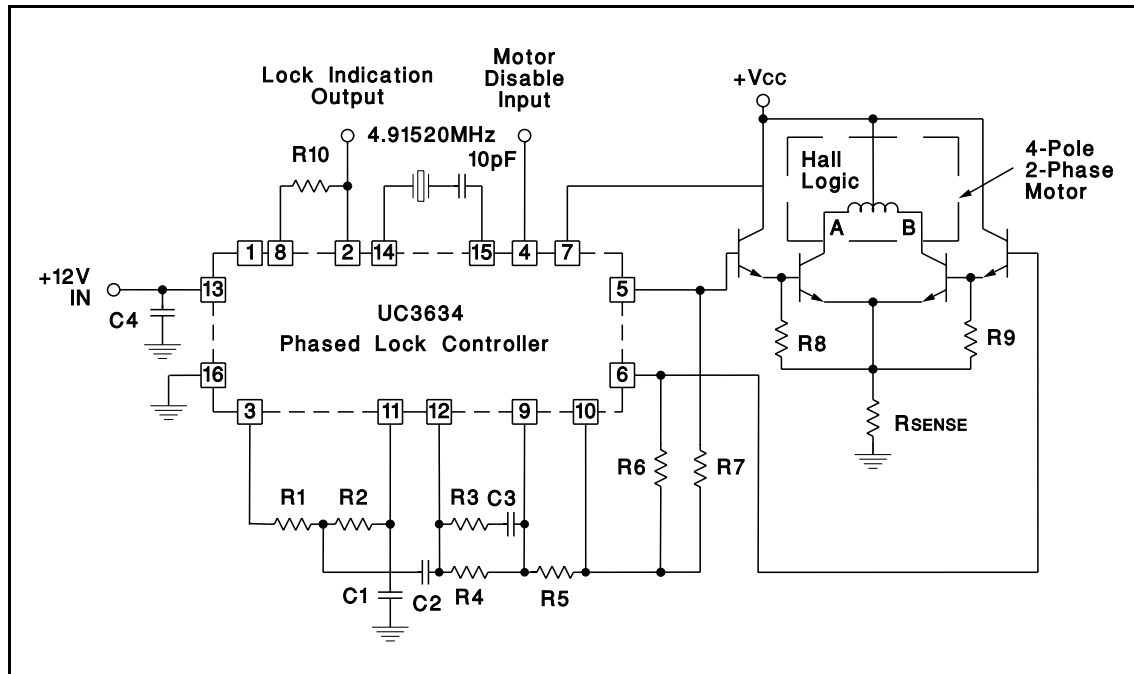 Lock Indication
Output
Motor
Disable
Input
+VCC
4.91520MHz
R10
10pF
Hall
Logic
4-Pole
2-Phase
Motor
A
B
1
8
2
14
15
4
7
+12V
IN
13
5
C4
UC3634
Phased Lock Controller
R8
R9
16
6
3
11
12
9
10
RSENSE
R6
R7
R1
R2
R3
C3
C1
C2
R4
R5